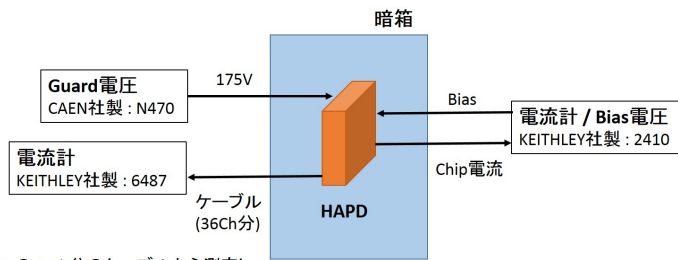 暗箱
Guard電圧
CAEN社製 : N470
175V
Bias
電流計 / Bias電圧
KEITHLEY社製 : 2410
電流計
KEITHLEY社製 : 6487
Chip電流
ケーブル
(36Ch分)
HAPD